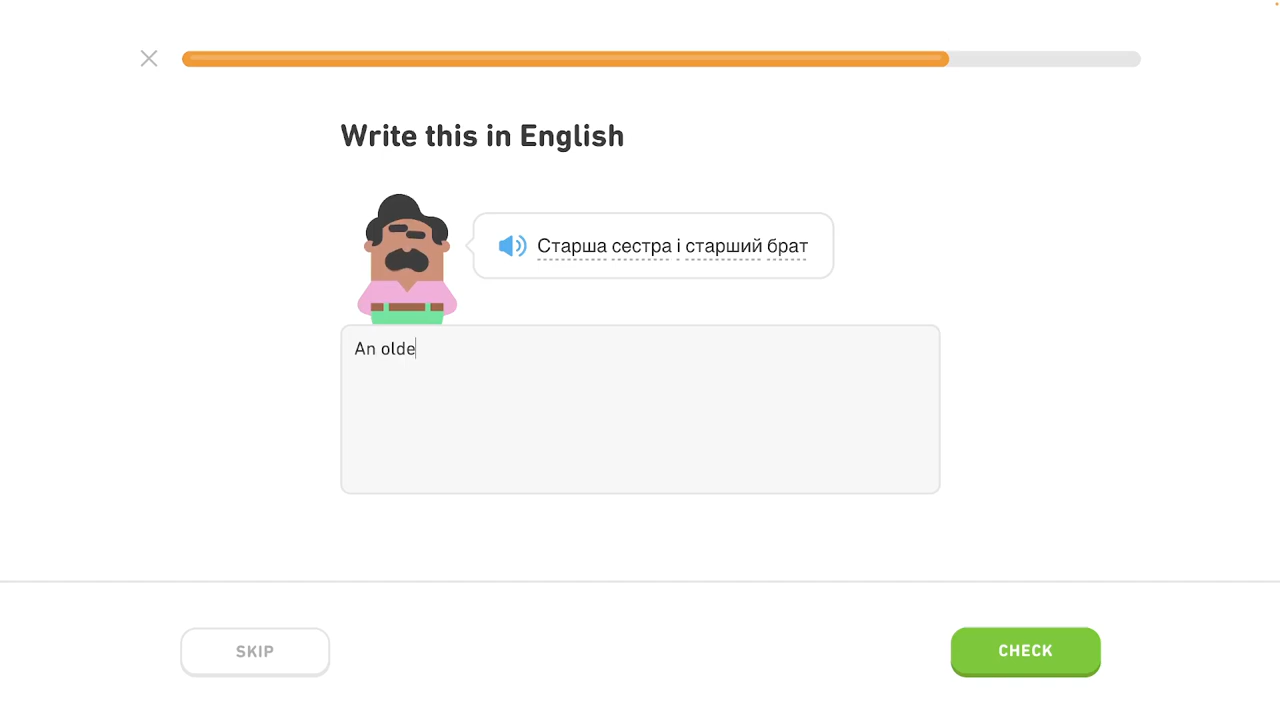 Write this in English
Старша сестра і старший брат
An olde
SKIP
CHECK